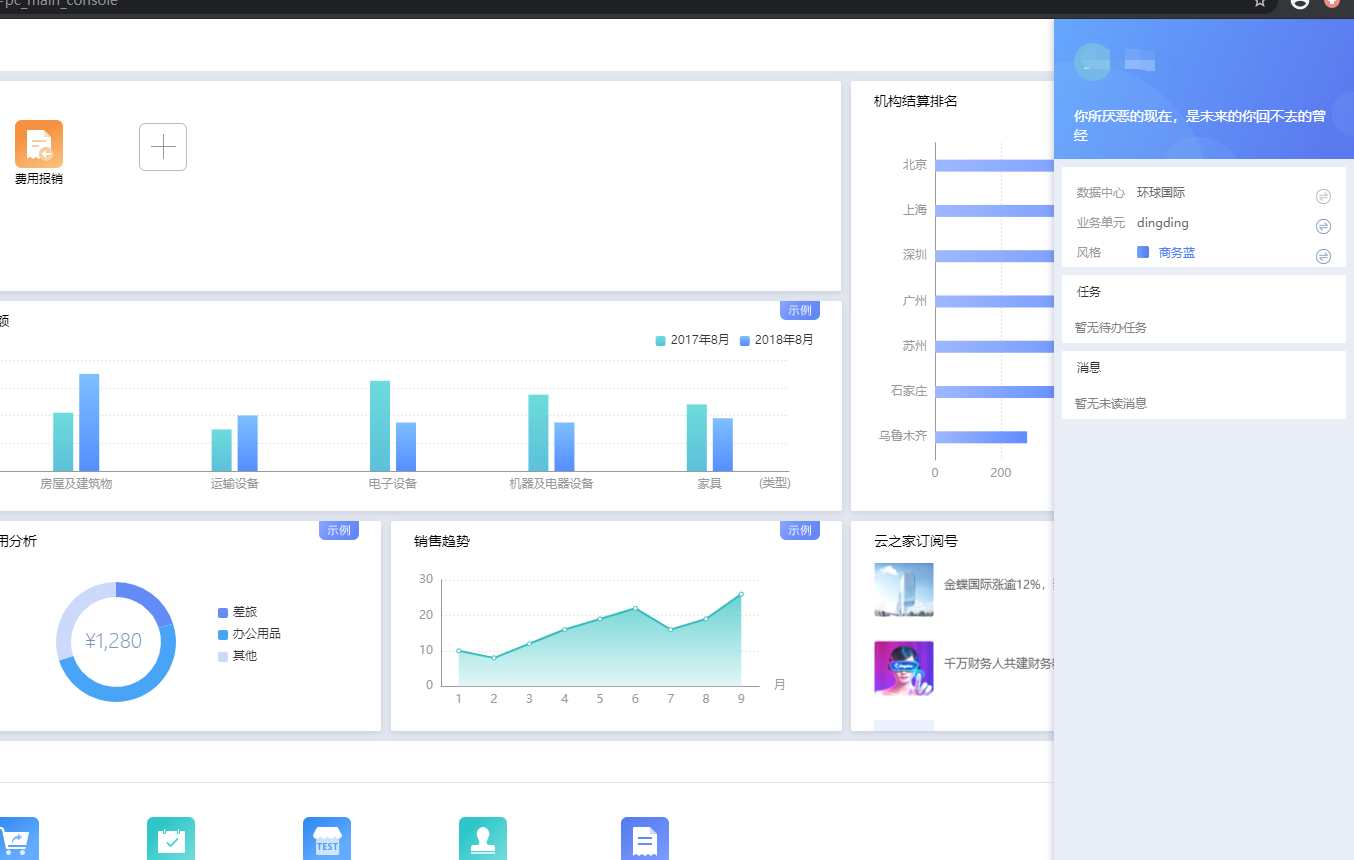 -pc_main_console
你所厌恶的现在，是未来的你回不去的曾
经
数据中心 环球国际
业务单元 dingding
风格 商务蓝
任务
暂无待办任务
消息
暂无未读消息
费用报销
机构结算排名
北京
上海
深圳
广州
苏州
石家庄
乌鲁木齐
0 200
额
示例
2017年8月 2018年8月
房屋及建筑物 运输设备 电子设备 机器及电器设备 家具 (类型)
用分析
示例
¥1,280
差旅
办公用品
其他
销售趋势
示例
30
20
10
0
1 2 3 4 5 6 7 8 9 月
云之家订阅号
金蝶国际涨逾12%，
千万财务人共建财务
TEST